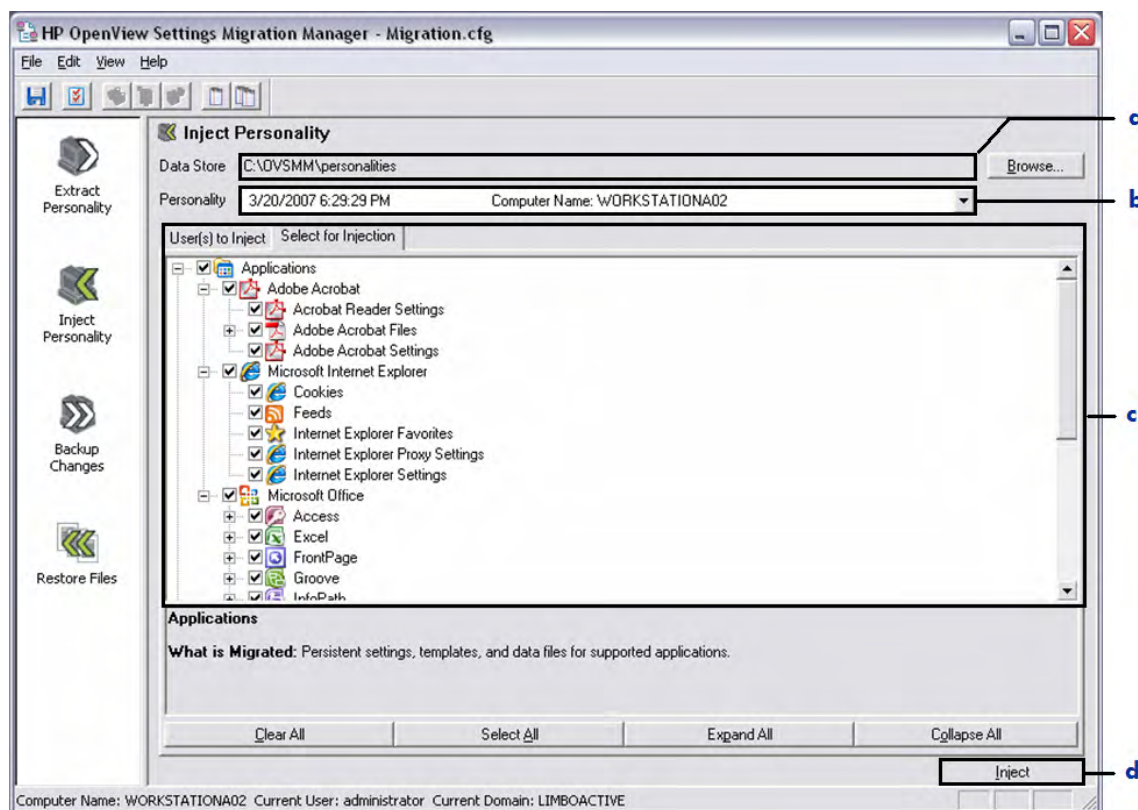 HP OpenView Settings Migration Manager - Migration.cfg
File Edit View Help
Extract
Personality
Inject
Personality
Backup
Changes
Restore Files
Inject Personality
Data Store C:\OVSMM\personalities Browse...
Personality 3/20/2007 6:29:29 PM Computer Name: WORKSTATIONA02
User(s) to Inject Select for Injection
Applications
Adobe Acrobat
Acrobat Reader Settings
Adobe Acrobat Files
Adobe Acrobat Settings
Microsoft Internet Explorer
Cookies
Feeds
Internet Explorer Favorites
Internet Explorer Proxy Settings
Internet Explorer Settings
Microsoft Office
Access
Excel
FrontPage
Groove
InfoPath
Applications
What is Migrated: Persistent settings, templates, and data files for supported applications.
Clear All Select All Expand All Collapse All
Inject
Computer Name: WORKSTATIONA02 Current User: administrator Current Domain: LIMBOACTIVE
a
b
c
d